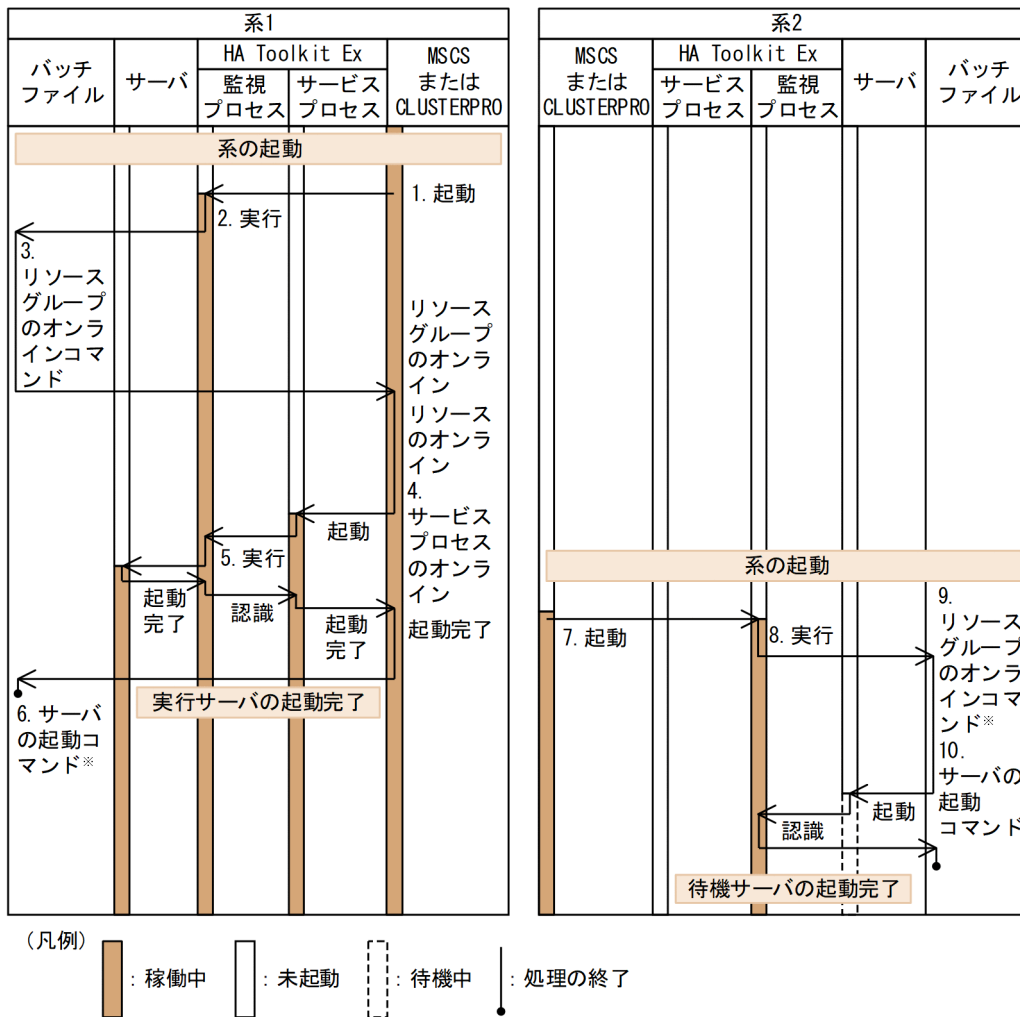 系1
バッチ
ファイル
サーバ
HA Toolkit Ex
監視
プロセス
サービス
プロセス
MSCS
または
CLUSTERPRO
系の起動
1. 起動
2. 実行
3.
リソース
グループ
のオンラ
インコマ
ンド
リソース
グループ
のオンラ
イン
リソース
のオンラ
イン
4.
サービス
プロセス
のオンラ
イン
起動
5. 実行
起動
完了
認識
起動
完了
起動完了
実行サーバの起動完了
6. サーバ
の起動コ
マンド※
系2
MSCS
または
CLUSTERPRO
HA Toolkit Ex
サービス
プロセス
監視
プロセス
サーバ
バッチ
ファイル
系の起動
7. 起動
8. 実行
9.
リソース
グループ
のオンラ
インコマ
ンド※
10.
サーバの
起動
コマンド
起動
認識
待機サーバの起動完了
(凡例)
: 稼働中
: 未起動
: 待機中
: 処理の終了